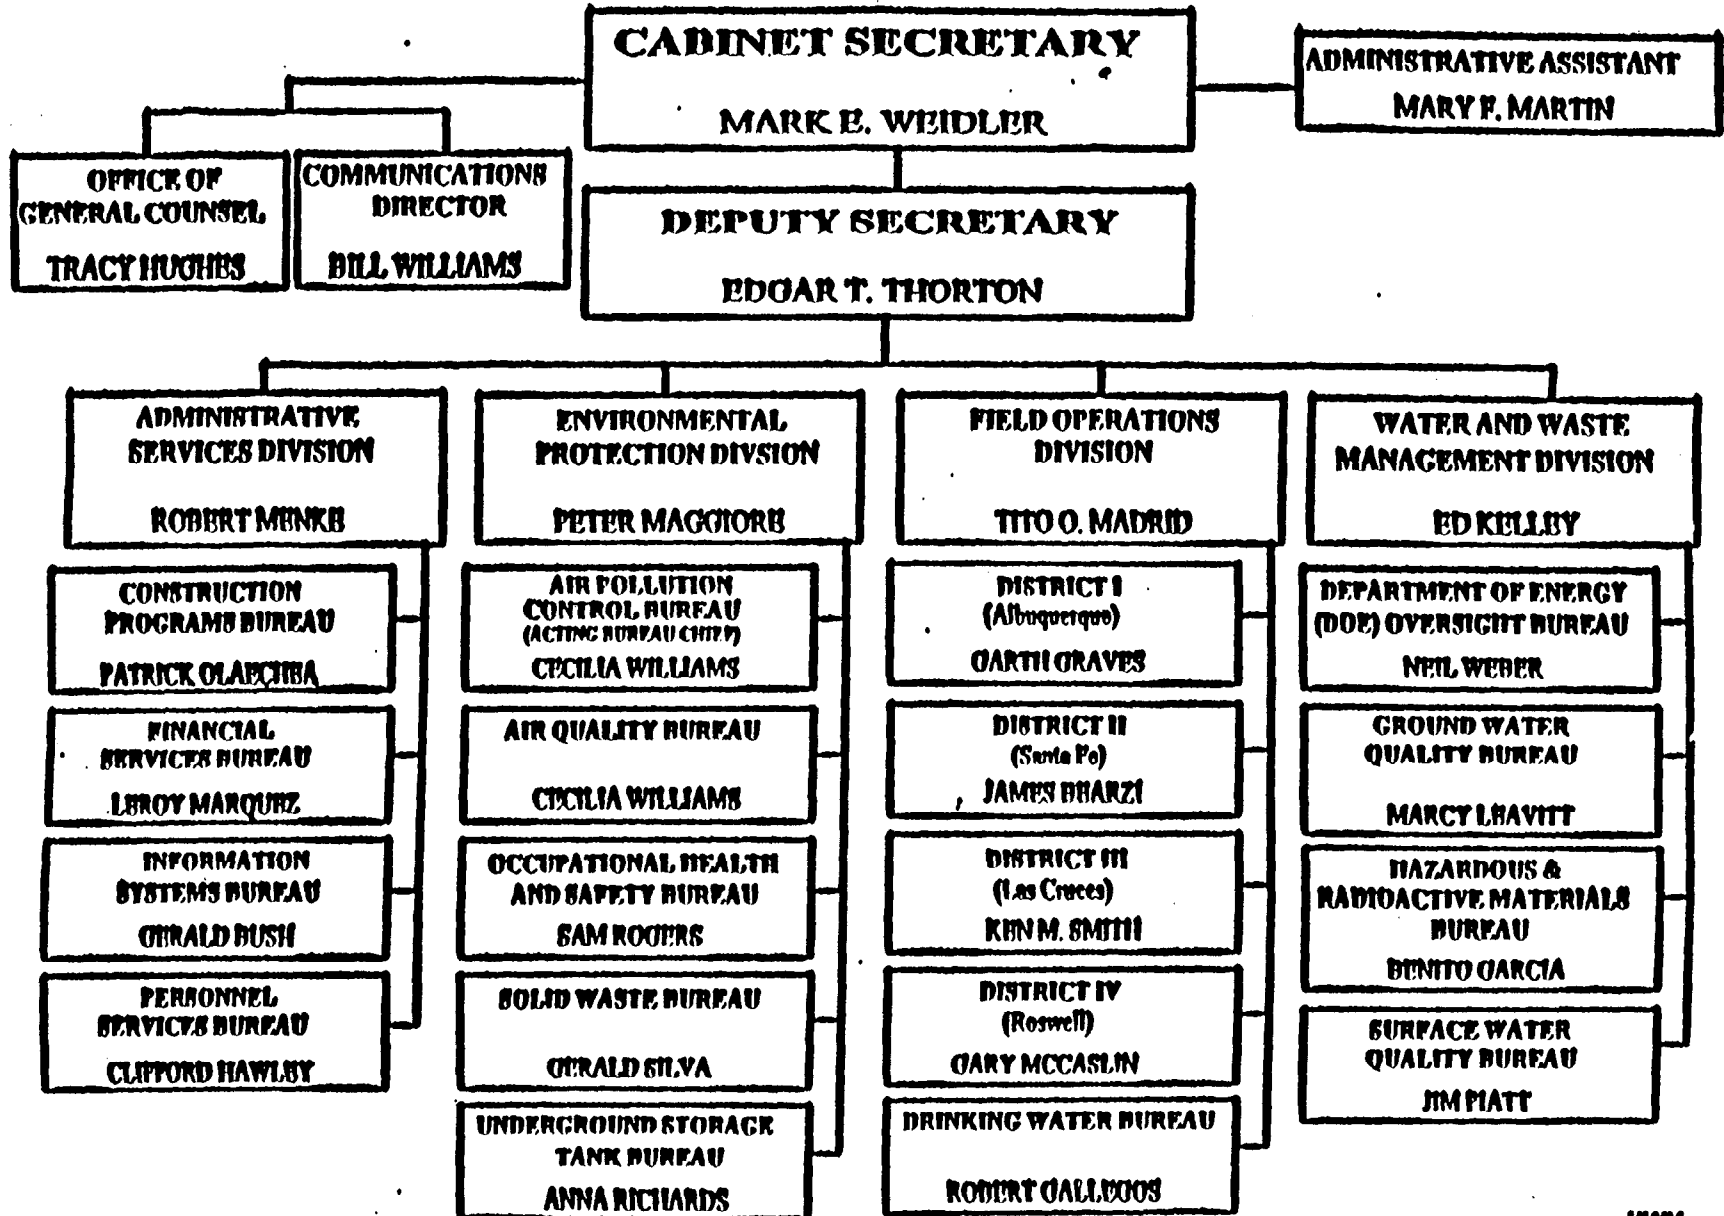 CABINET SECRETARY
MARK E. WEIDLER
ADMINISTRATIVE ASSISTANT
MARY F. MARTIN
OFFICE OF
GENERAL COUNSEL
TRACY HUGHES
COMMUNICATIONS
DIRECTOR
BILL WILLIAMS
DEPUTY SECRETARY
EDGAR T. THORTON
ADMINISTRATIVE
SERVICES DIVISION
ROBERT MENKE
CONSTRUCTION
PROGRAMS BUREAU
PATRICK OLAECHEA
FINANCIAL
SERVICES BUREAU
LEROY MARQUEZ
INFORMATION
SYSTEMS BUREAU
GERALD BUSH
PERSONNEL
SERVICES BUREAU
CLIFFORD HAWLEY
ENVIRONMENTAL
PROTECTION DIVSION
PETER MAGGIORE
AIR POLLUTION
CONTROL BUREAU
(ACTING BUREAU CHIEF)
CECILIA WILLIAMS
AIR QUALITY BUREAU
CECILIA WILLIAMS
OCCUPATIONAL HEALTH
AND SAFETY BUREAU
SAM ROGERS
SOLID WASTE BUREAU
GERALD SILVA
UNDERGROUND STORAGE
TANK BUREAU
ANNA RICHARDS
FIELD OPERATIONS
DIVISION
TITO O. MADRID
DISTRICT I
(Albuquerque)
GARTH GRAVES
DISTRICT II
(Santa Fe)
JAMES BEARZI
DISTRICT III
(Las Cruces)
KEN M. SMITH
DISTRICT IV
(Roswell)
GARY MCCASLIN
DRINKING WATER BUREAU
ROBERT GALLEGOS
WATER AND WASTE
MANAGEMENT DIVISION
ED KELLEY
DEPARTMENT OF ENERGY
(DOE) OVERSIGHT BUREAU
NEIL WEBER
GROUND WATER
QUALITY BUREAU
MARCY LEAVITT
HAZARDOUS &
RADIOACTIVE MATERIALS
BUREAU
BENITO GARCIA
SURFACE WATER
QUALITY BUREAU
JIM PIATT